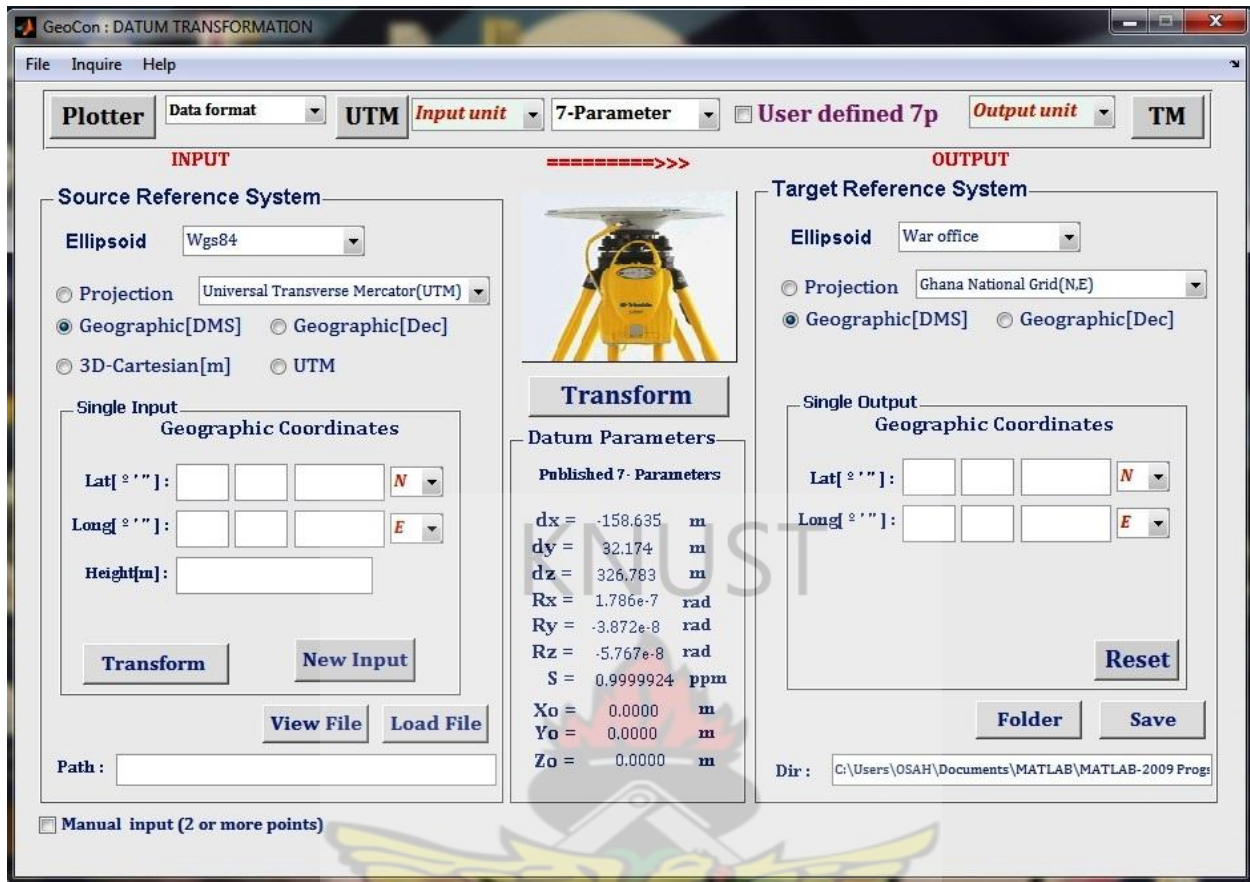 GeoCon : DATUM TRANSFORMATION
File Inquire Help
Plotter Data format UTM Input unit 7-Parameter User defined 7p Output unit TM
INPUT =========>>> OUTPUT
Source Reference System
Ellipsoid Wgs84
Projection Universal Transverse Mercator(UTM)
Geographic[DMS] Geographic[Dec]
3D-Cartesian[m] UTM
Single Input
Geographic Coordinates
Lat[ º ' " ] : N
Long[ º ' " ] : E
Height[m] :
Transform New Input
View File Load File
Path :
Manual input (2 or more points)
Transform
Datum Parameters
Published 7- Parameters
dx = -158.635 m
dy = 32.174 m
dz = 326.783 m
Rx = 1.786e-7 rad
Ry = -3.872e-8 rad
Rz = -5.767e-8 rad
S = 0.9999924 ppm
Xo = 0.0000 m
Yo = 0.0000 m
Zo = 0.0000 m
Target Reference System
Ellipsoid War office
Projection Ghana National Grid(N,E)
Geographic[DMS] Geographic[Dec]
Single Output
Geographic Coordinates
Lat[ º ' " ] : N
Long[ º ' " ] : E
Reset
Folder Save
Dir : C:\Users\OSAH\Documents\MATLAB\MATLAB-2009 Progs
KNUST